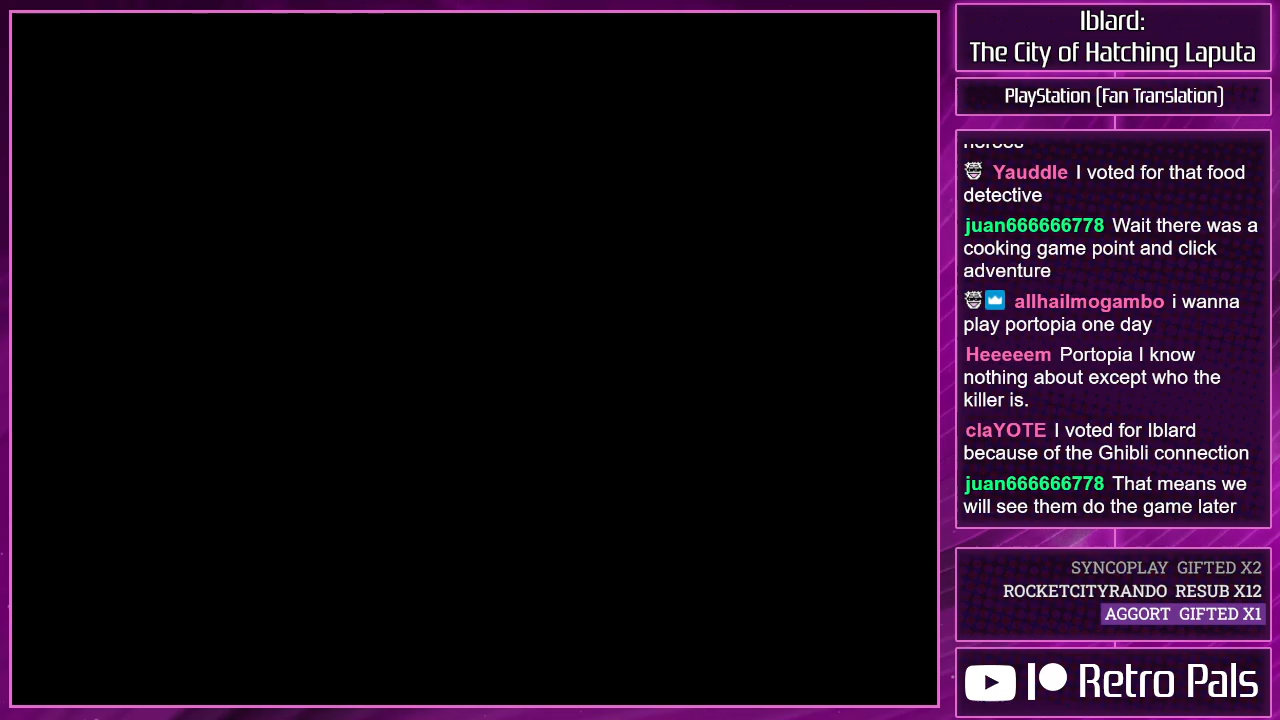 Iblard:
The City of Hatching Laputa
PlayStation (Fan Translation)
Yauddle I voted for that food
detective
juan666666778 Wait there was a
cooking game point and click
adventure
allhailmogambo i wanna
play portopia one day
Heeeeem Portopia I know
nothing about except who the
killer is.
claYOTE I voted for Iblard
because of the Ghibli connection
juan666666778 That means we
will see them do the game later
SYNCOPLAY GIFTED X2
ROCKETCITYRANDO RESUB X12
AGGORT GIFTED X1
Retro Pals